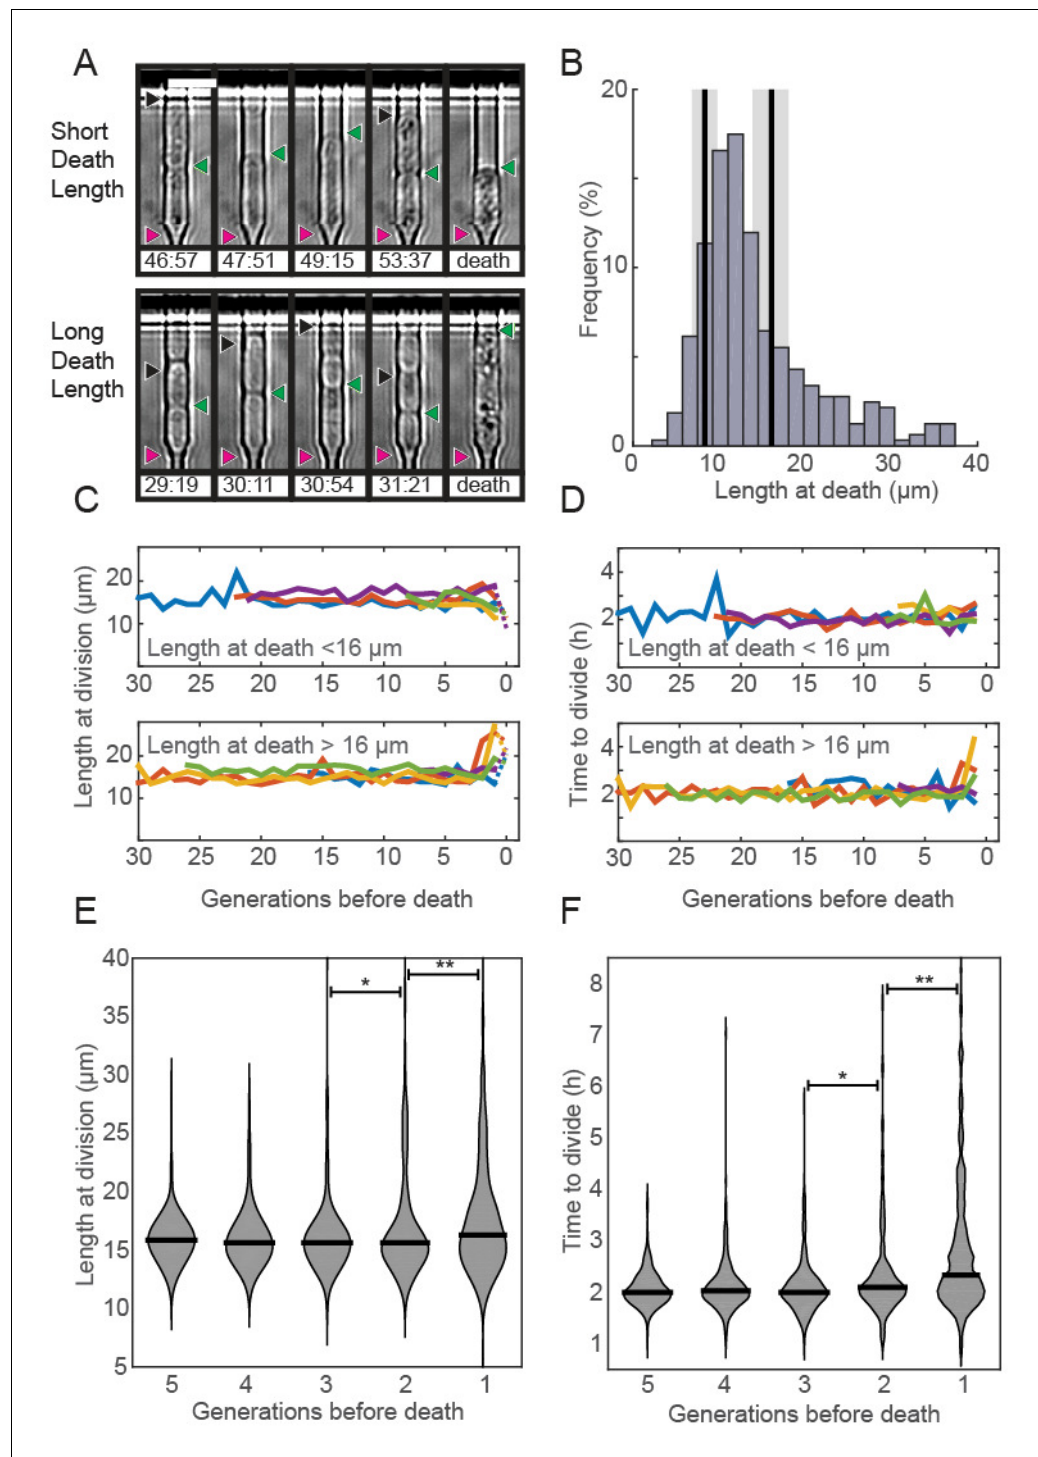 A
Short
Death
Length
46:57 47:51 49:15 53:37 death
Long
Death
Length
29:19 30:11 30:54 31:21 death
B
Frequency (%)
20
10
0
0 10 20 30 40
Length at death (µm)
C
Length at division (µm)
20
10
Length at death <16 µm
30 25 20 15 10 5 0
20
10
Length at death > 16 µm
30 25 20 15 10 5 0
Generations before death
D
Time to divide (h)
4
2
Length at death < 16 µm
30 25 20 15 10 5 0
4
2
Length at death > 16 µm
30 25 20 15 10 5 0
Generations before death
E
Length at division (µm)
40
35
30
25
20
15
10
5
* **
5 4 3 2 1
Generations before death
F
Time to divide (h)
8
7
6
5
4
3
2
1
* **
5 4 3 2 1
Generations before death